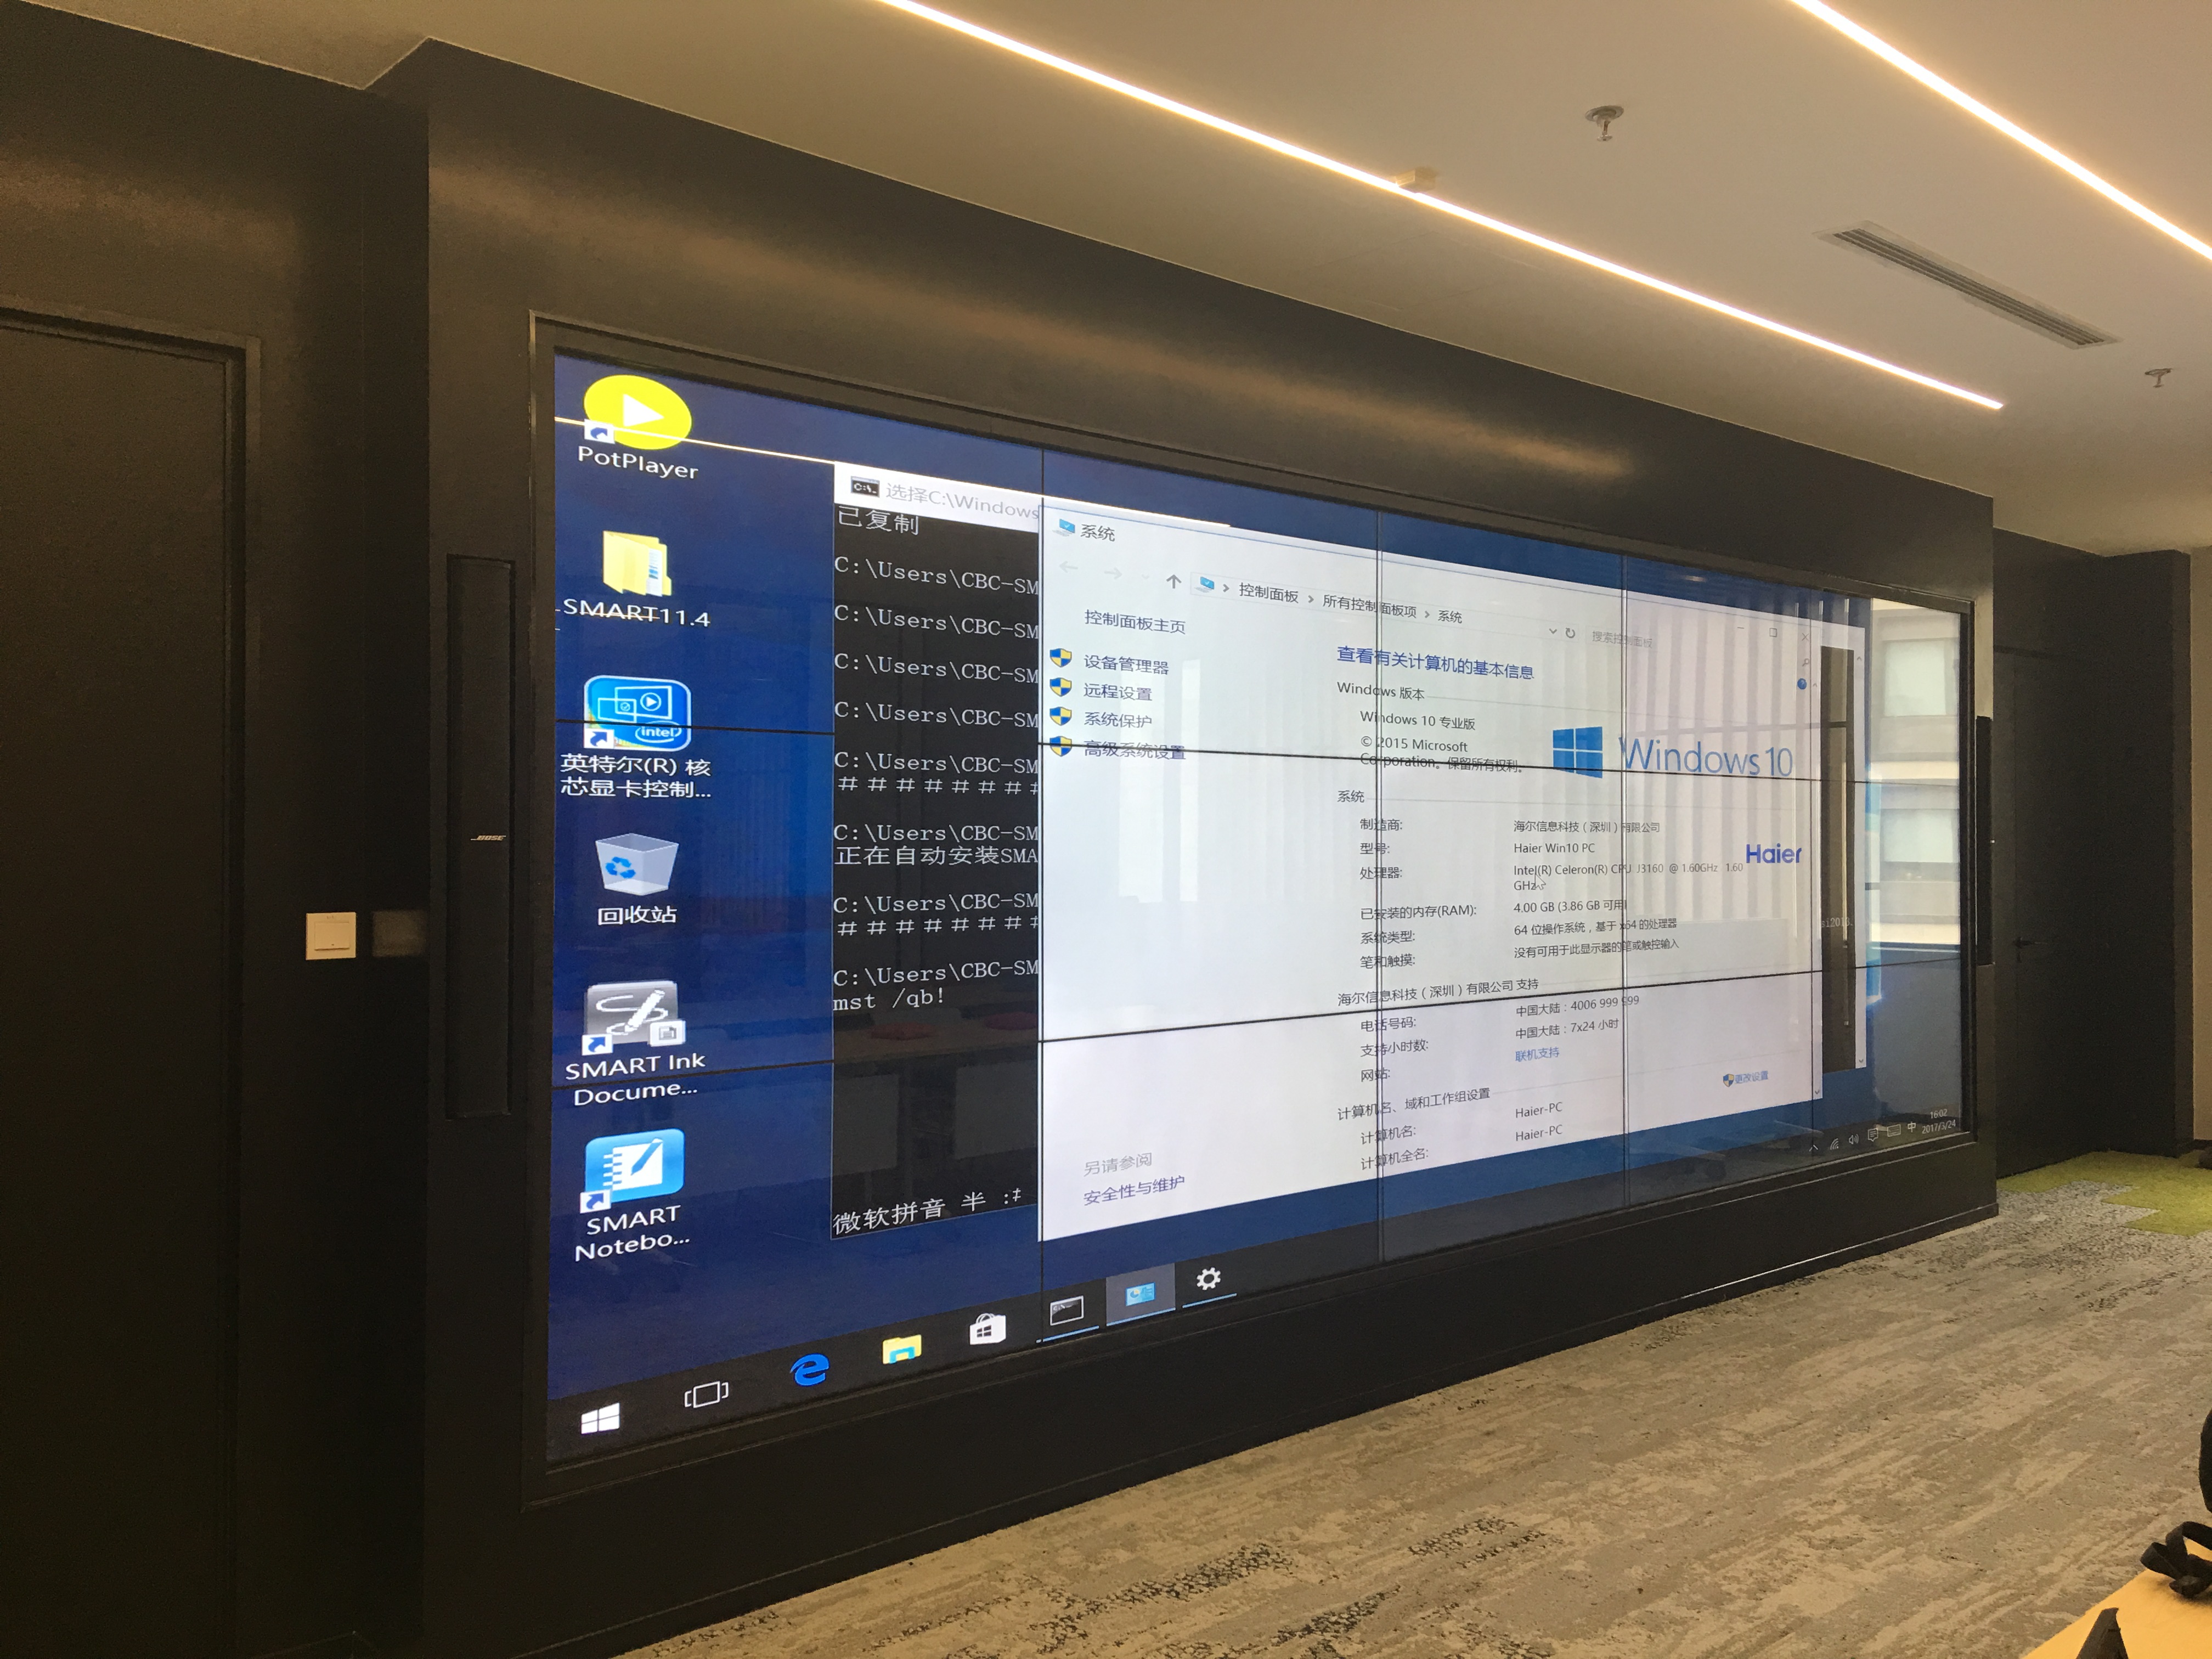 PotPlayer
SMART11.4
英特尔(R) 核
芯显卡控制...
回收站
SMART Ink
Docume...
SMART
Notebo...
选择C:\Windows
已复制
C:\Users\CBC-SM
C:\Users\CBC-SM
C:\Users\CBC-SM
C:\Users\CBC-SM
C:\Users\CBC-SM
########
C:\Users\CBC-SM
正在自动安装SMA
C:\Users\CBC-SM
########
C:\Users\CBC-SM
mst /qb!
微软拼音 半 :
系统
控制面板 > 所有控制面板项 > 系统
搜索控制面板
控制面板主页
设备管理器
远程设置
系统保护
高级系统设置
另请参阅
安全性与维护
查看有关计算机的基本信息
Windows 版本
Windows 10 专业版
© 2015 Microsoft
Corporation。保留所有权利。
Windows 10
系统
制造商: 海尔信息科技（深圳）有限公司
型号: Haier Win10 PC
处理器: Intel(R) Celeron(R) CPU J3160 @ 1.60GHz 1.60
GHz
已安装的内存(RAM): 4.00 GB (3.86 GB 可用)
系统类型: 64 位操作系统，基于 x64 的处理器
笔和触摸: 没有可用于此显示器的笔或触控输入
Haier
海尔信息科技（深圳）有限公司 支持
电话号码: 中国大陆：4006 999 999
支持小时数: 中国大陆：7x24 小时
网站: 联机支持
计算机名、域和工作组设置
计算机名: Haier-PC
更改设置
计算机全名: Haier-PC
中
16:02
2017/3/24
BOSE